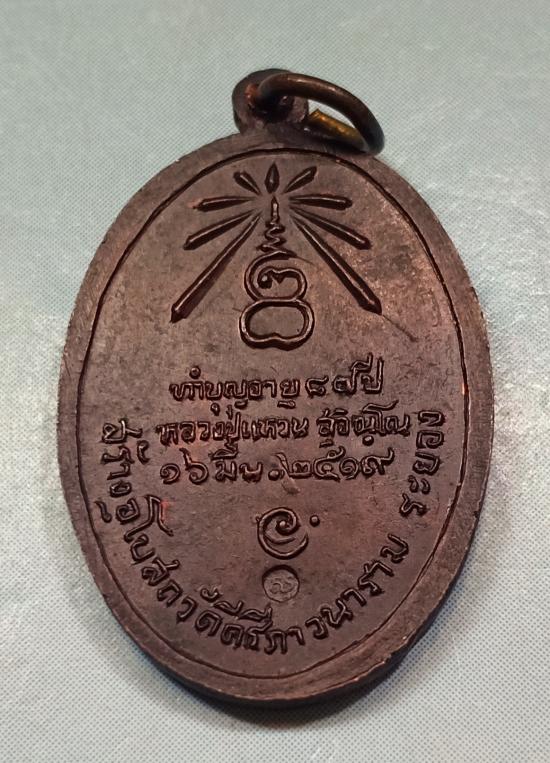 ทำบุญอายุ ๘๙ปี
หลวงปู่แหวน สุจิณฺโณ
๑๖ มีน. ๒๕๑๙
สร้างอุโบสถวัดคีรีภาวนาราม ระยอง